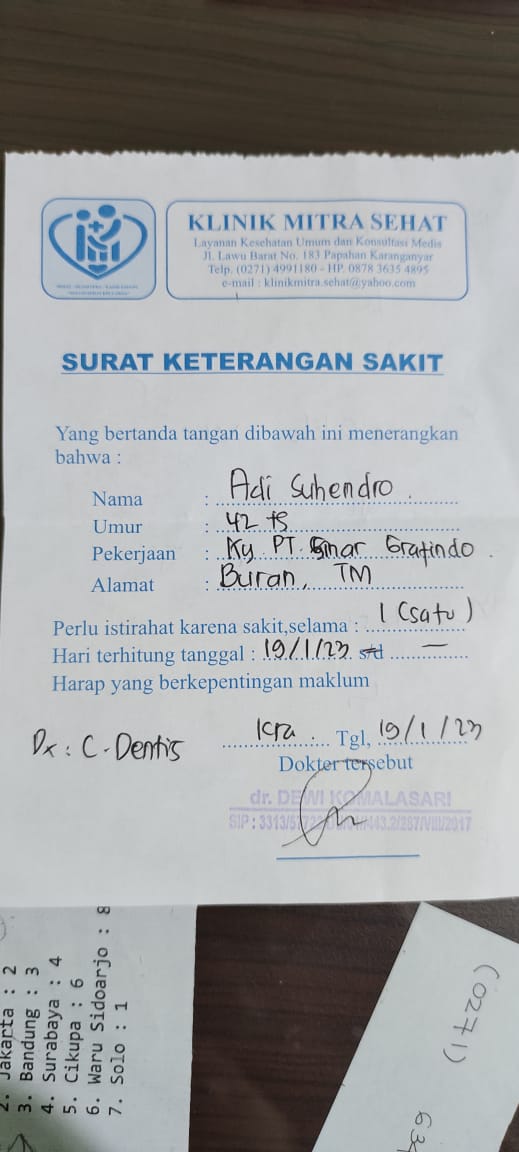 KLINIK MITRA SEHAT
Layanan Kesehatan Umum dan Konsultasi Medis
Jl. Lawu Barat No. 183 Papahan Karanganyar
Telp. (0271) 4991180 - HP. 0878 3635 4895
e-mail : klinikmitra.sehat@yahoo.com
SURAT KETERANGAN SAKIT
Yang bertanda tangan dibawah ini menerangkan
bahwa :
Nama : Adi Suhendro
Umur : 42 th
Pekerjaan : Ky PT. Sinar Grafindo
Alamat : Buran, TM
Perlu istirahat karena sakit,selama : 1 (satu)
Hari terhitung tanggal : 19/1/23 s/d —
Harap yang berkepentingan maklum
Dx : C. Dentis
Kra. Tgl, 19/1/23
Dokter tersebut
dr. DEWI KOMALASARI
SIP : 3313/ 443.2/287/VIII/2017
2. Jakarta : 2
3. Bandung : 3
4. Surabaya : 4
5. Cikupa : 6
6. Waru Sidoarjo : 8
7. Solo : 1
(0271)